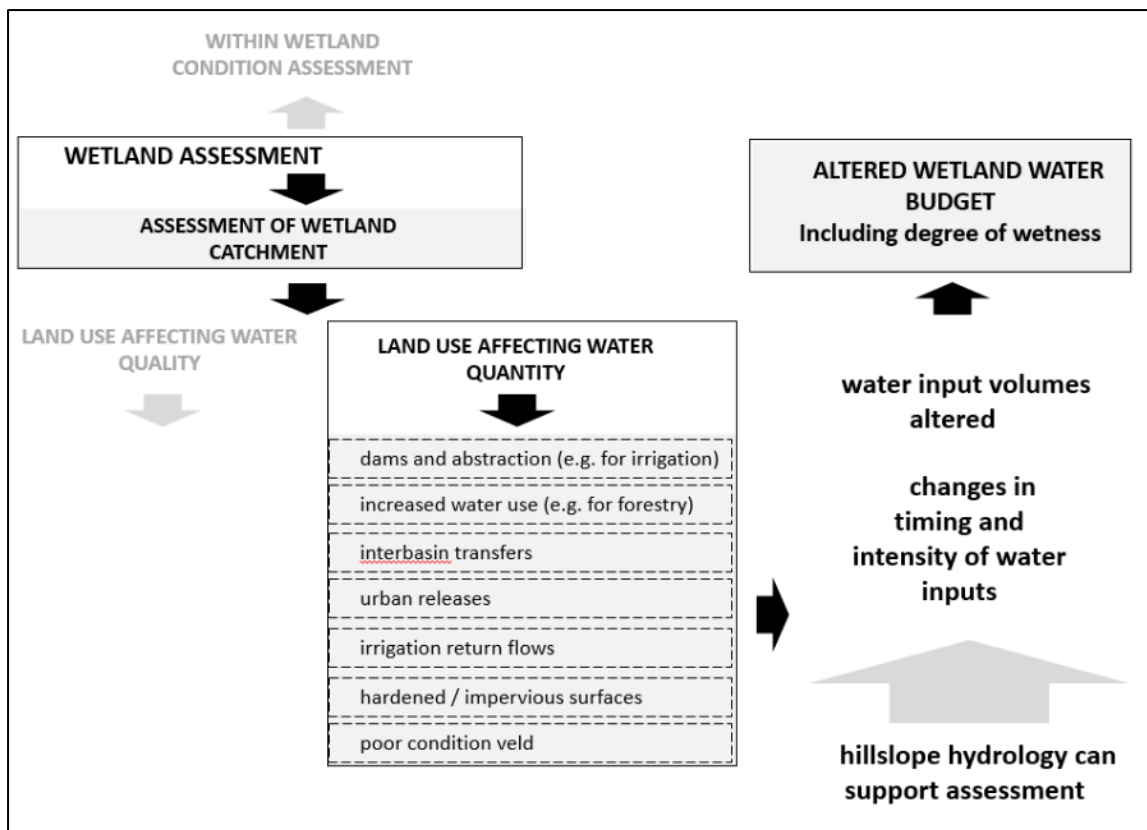 WITHIN WETLAND
CONDITION ASSESSMENT
WETLAND ASSESSMENT
ASSESSMENT OF WETLAND
CATCHMENT
LAND USE AFFECTING WATER
QUALITY
LAND USE AFFECTING WATER
QUANTITY
dams and abstraction (e.g. for irrigation)
increased water use (e.g. for forestry)
interbasin transfers
urban releases
irrigation return flows
hardened / impervious surfaces
poor condition veld
ALTERED WETLAND WATER
BUDGET
Including degree of wetness
water input volumes
altered
changes in
timing and
intensity of water
inputs
hillslope hydrology can
support assessment